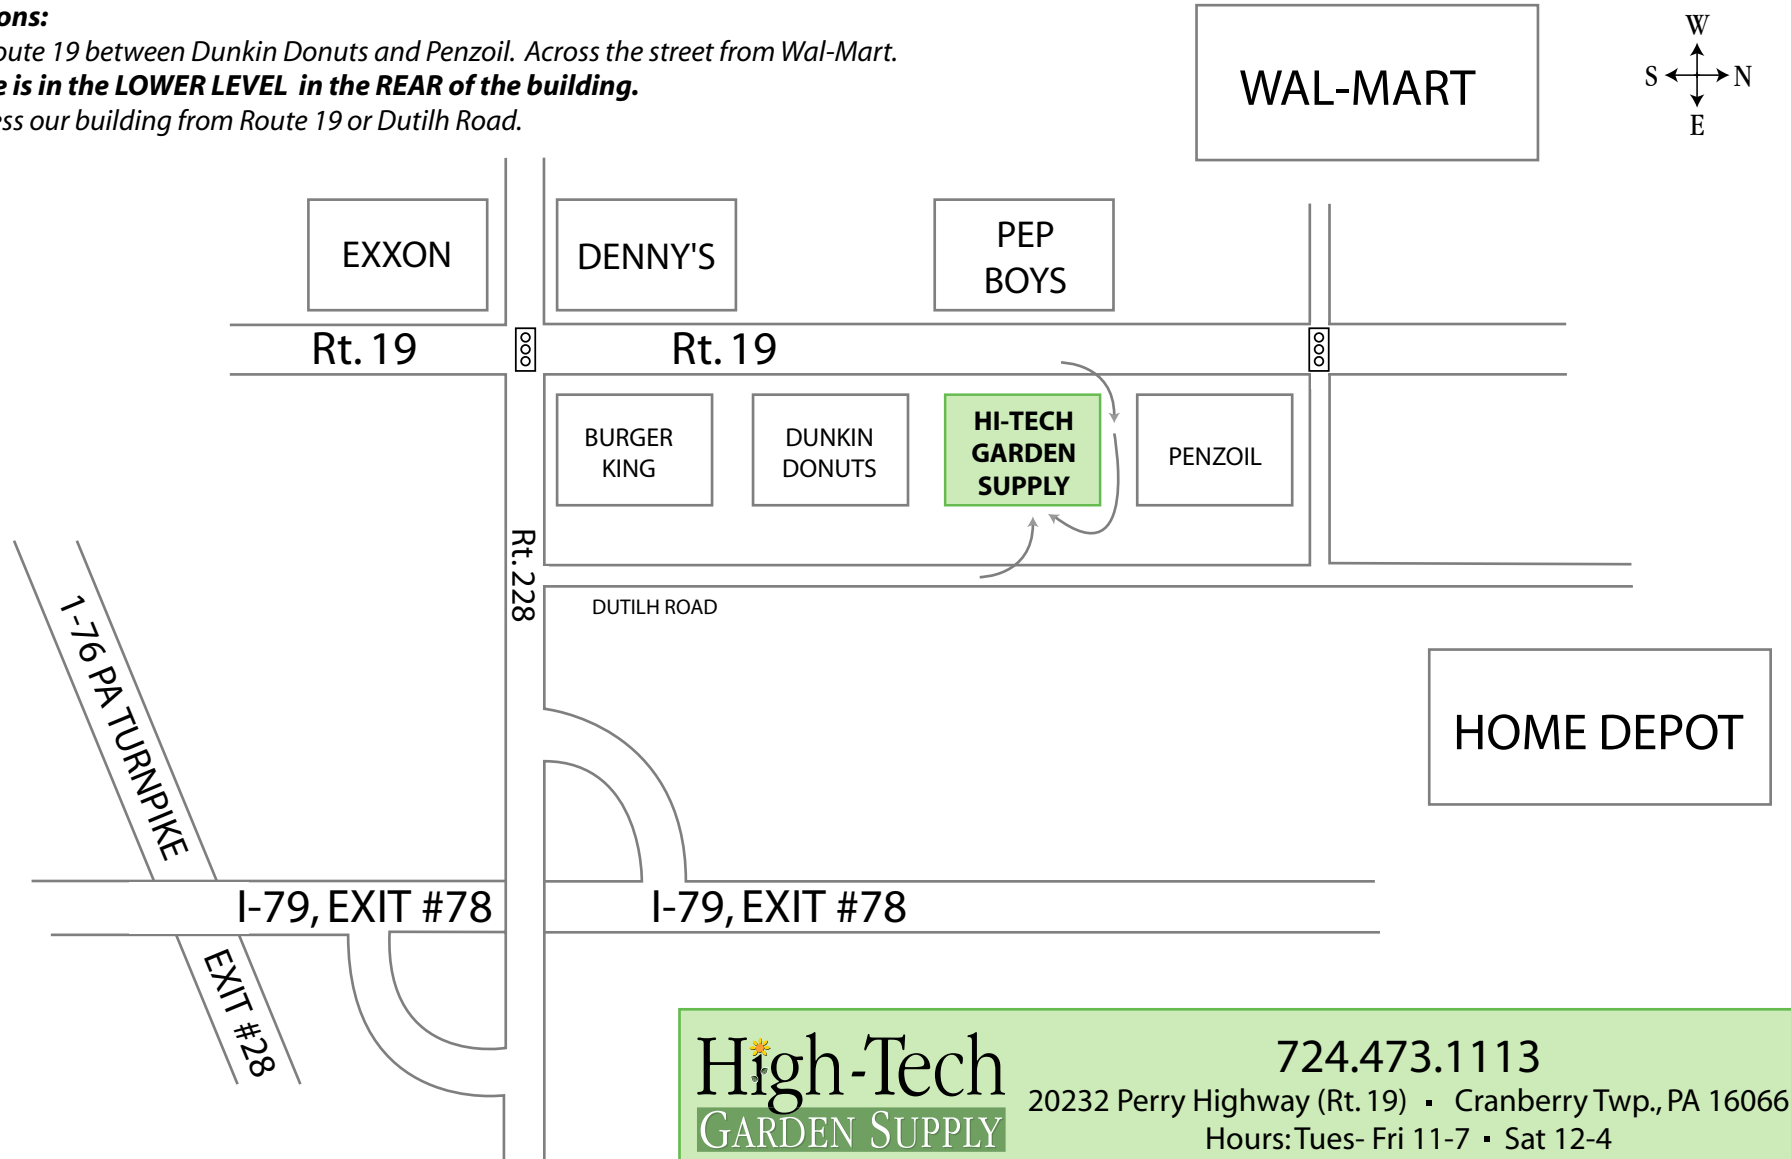 ons:
oute 19 between Dunkin Donuts and Penzoil. Across the street from Wal-Mart.
e is in the LOWER LEVEL in the REAR of the building.
ess our building from Route 19 or Dutilh Road.
WAL-MART
W
S N
E
EXXON
DENNY'S
PEP
BOYS
Rt. 19
Rt. 19
BURGER
KING
DUNKIN
DONUTS
HI-TECH
GARDEN
SUPPLY
PENZOIL
Rt. 228
DUTILH ROAD
1-76 PA TURNPIKE
HOME DEPOT
I-79, EXIT #78
I-79, EXIT #78
EXIT #28
High-Tech
GARDEN SUPPLY
724.473.1113
20232 Perry Highway (Rt. 19) ▪ Cranberry Twp., PA 16066
Hours: Tues- Fri 11-7 ▪ Sat 12-4